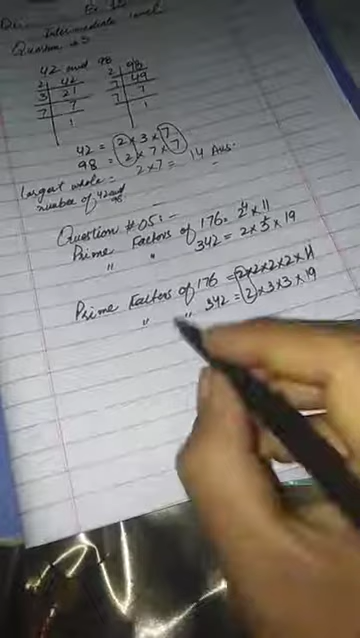 Intermediate Level
Question #3
42 and 98
2 42
3 21
7 7
1
2 98
7 49
7 7
1
42 = 2 × 3 × 7
98 = 2 × 7 × 7
2 × 7 = 14 Ans.
Largest whole
number of 42 and 98
Question #05:-
Prime Factors of 176 = 2⁴ × 11
" " 342 = 2 × 3² × 19
Prime Factors of 176 = 2×2×2×2×11
" " 342 = 2×3×3×19